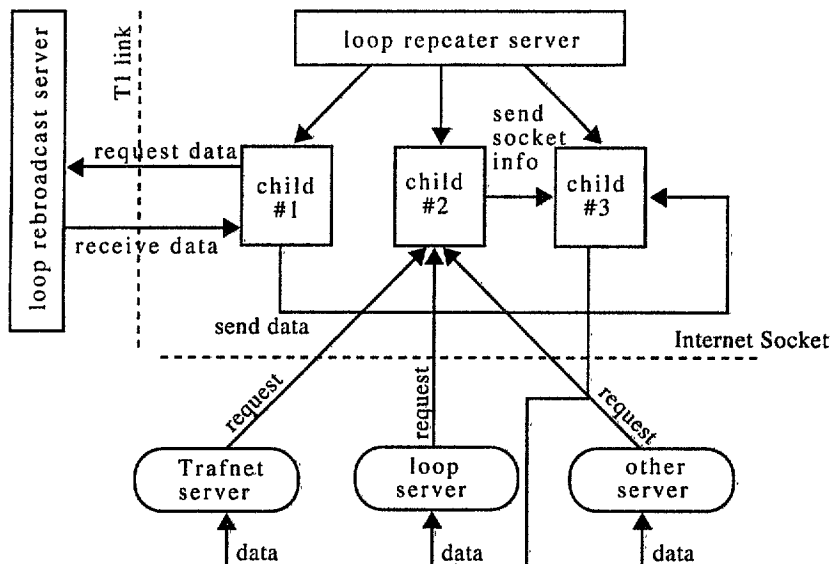 loop repeater server
T1 link
loop rebroadcast server
send
socket
info
request data
child
#1
child
#2
child
#3
receive data
send data
Internet Socket
request
request
request
Trafnet
server
loop
server
other
server
data
data
data